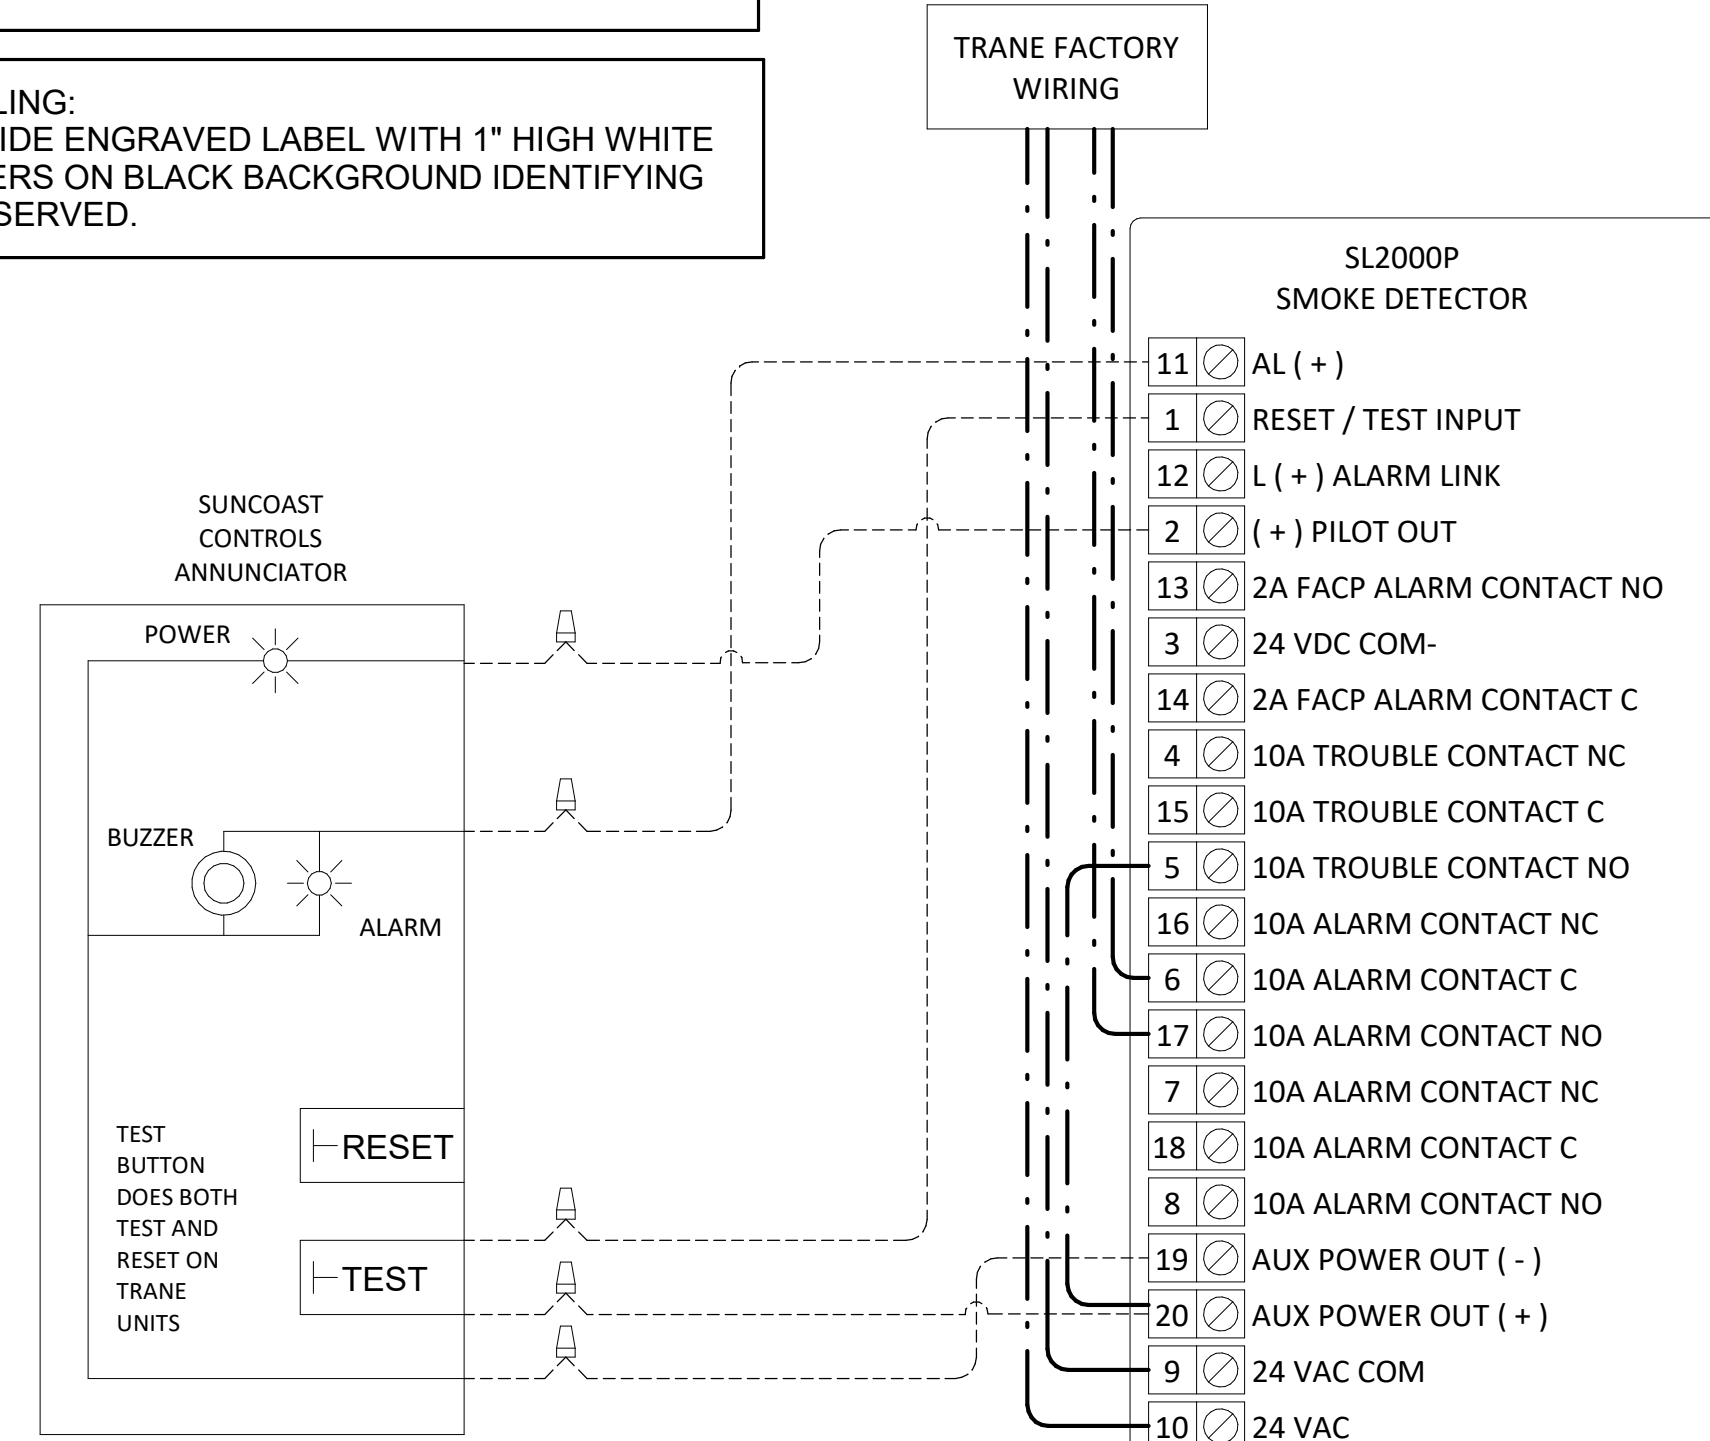 LING:
IDE ENGRAVED LABEL WITH 1" HIGH WHITE
ERS ON BLACK BACKGROUND IDENTIFYING
SERVED.
TRANE FACTORY
WIRING
SL2000P
SMOKE DETECTOR
11 AL ( + )
1 RESET / TEST INPUT
12 L ( + ) ALARM LINK
2 ( + ) PILOT OUT
13 2A FACP ALARM CONTACT NO
3 24 VDC COM-
14 2A FACP ALARM CONTACT C
4 10A TROUBLE CONTACT NC
15 10A TROUBLE CONTACT C
5 10A TROUBLE CONTACT NO
16 10A ALARM CONTACT NC
6 10A ALARM CONTACT C
17 10A ALARM CONTACT NO
7 10A ALARM CONTACT NC
18 10A ALARM CONTACT C
8 10A ALARM CONTACT NO
19 AUX POWER OUT ( - )
20 AUX POWER OUT ( + )
9 24 VAC COM
10 24 VAC
SUNCOAST
CONTROLS
ANNUNCIATOR
POWER
BUZZER
ALARM
RESET
TEST
TEST
BUTTON
DOES BOTH
TEST AND
RESET ON
TRANE
UNITS